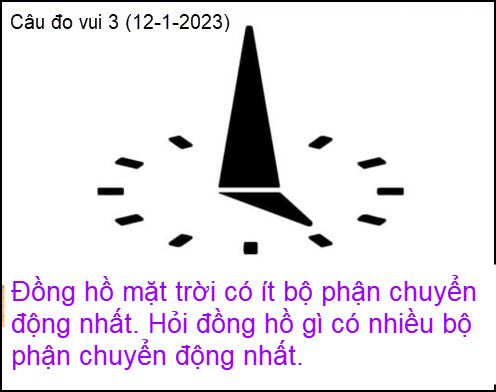 Câu đo vui 3 (12-1-2023)
Đồng hồ mặt trời có ít bộ phận chuyển
động nhất. Hỏi đồng hồ gì có nhiều bộ
phận chuyển động nhất.